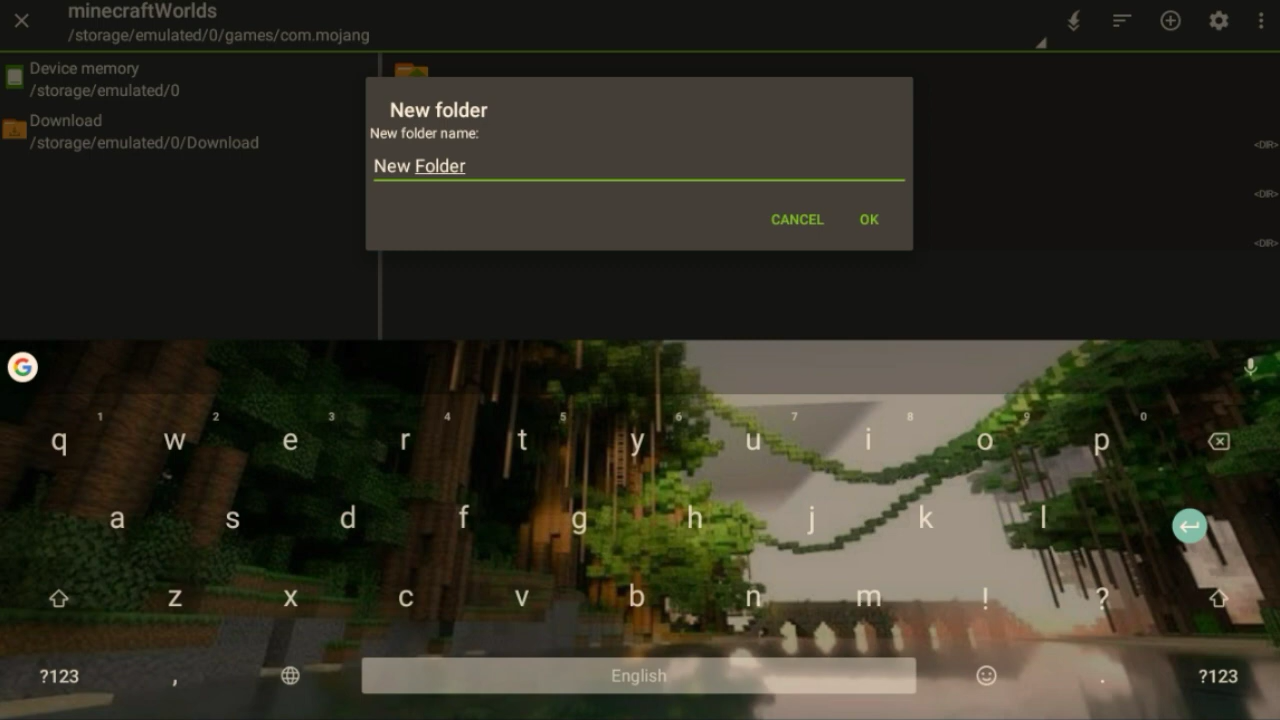 minecraftWorlds
/storage/emulated/0/games/com.mojang
Device memory
/storage/emulated/0
Download
/storage/emulated/0/Download
<DIR>
<DIR>
<DIR>
New folder
New folder name:
New Folder
CANCEL OK
G
1 2 3 4 5 6 7 8 9 0
q w e r t y u i o p
a s d f g h j k l
z x c v b n m ! ?
?123 , English . ?123